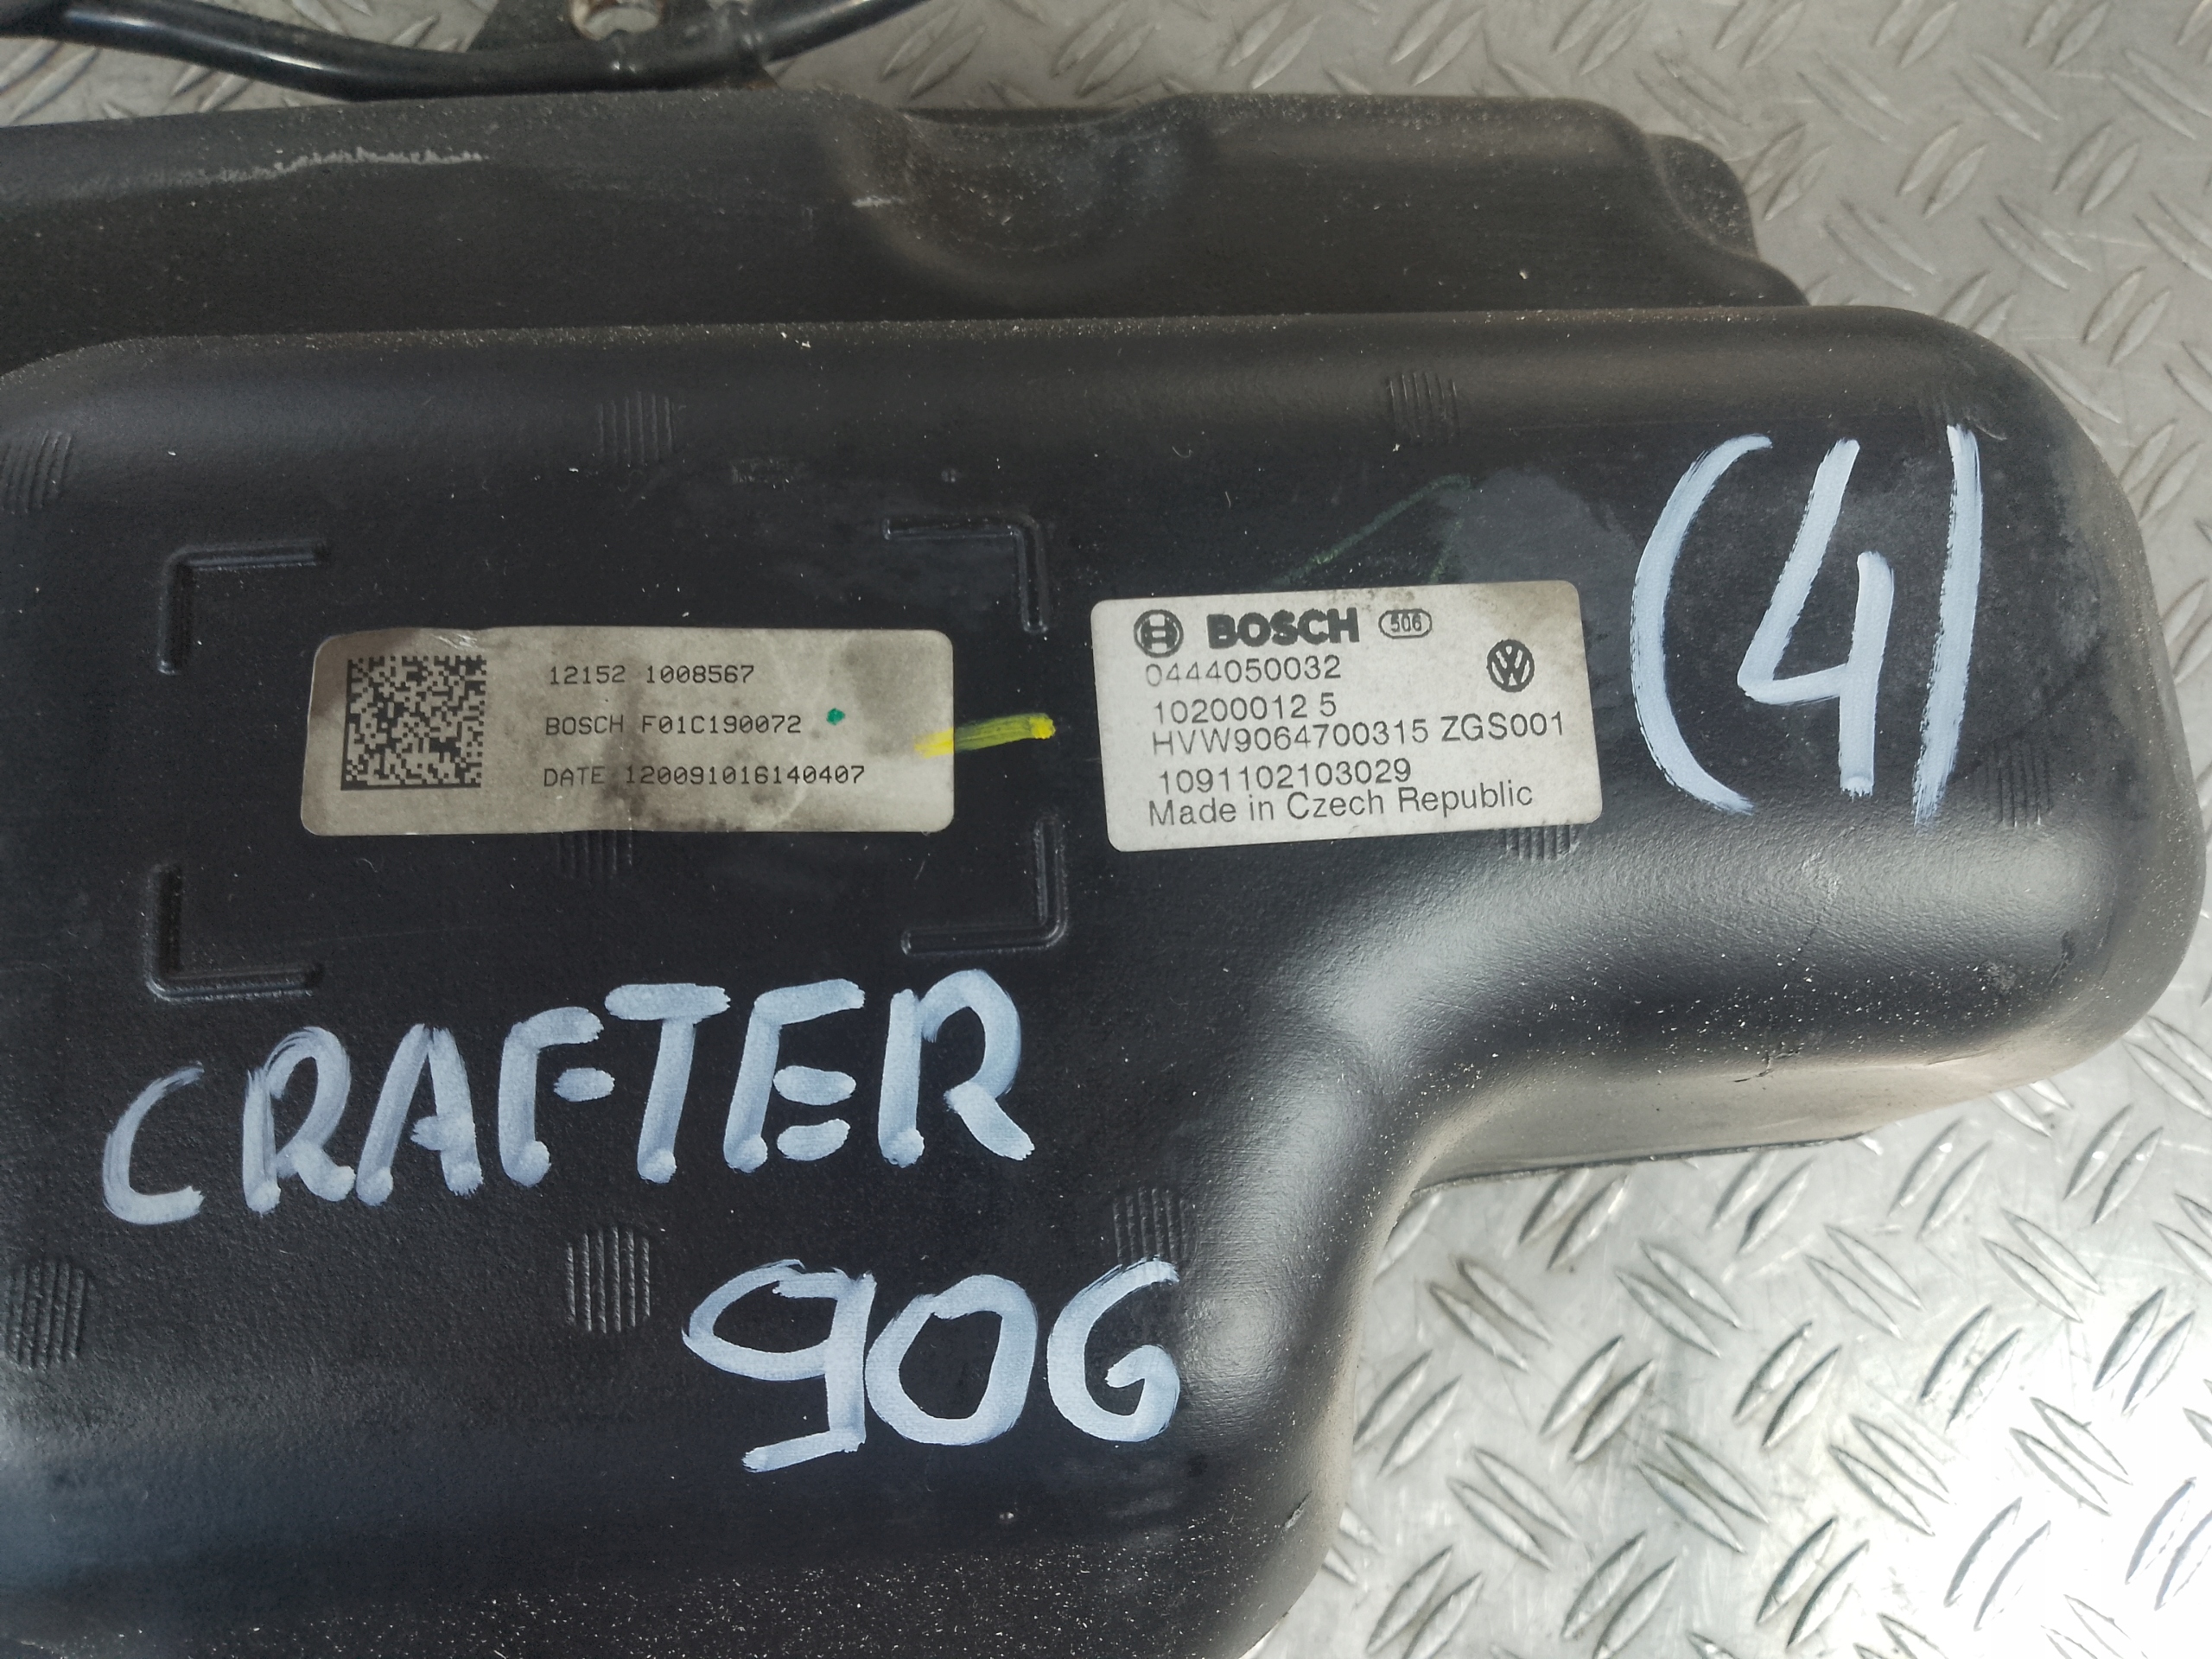 (4)
12152 1008567
BOSCH F01C190072
DATE 120091016140407
BOSCH 506
0444050032
10200012 5
HVW9064700315 ZGS001
1091102103029
Made in Czech Republic
CRAFTER
906